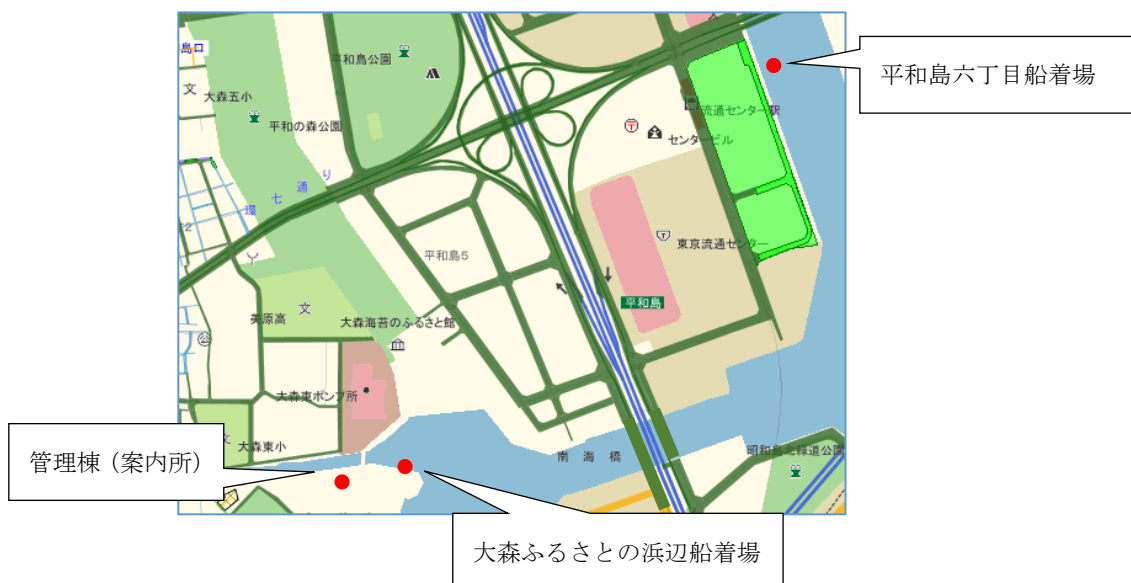 平和島六丁目船着場
島口
平和島公園
文
大森五小
平和の森公園
流通センター駅
センタービル
環七通り
2
平和島5
東京流通センター
平和島
文
美原高
大森海苔のふるさと館
大森東ポンプ所
文
大森東小
南海橋
昭和島北緑道公園
管理棟（案内所）
大森ふるさとの浜辺船着場